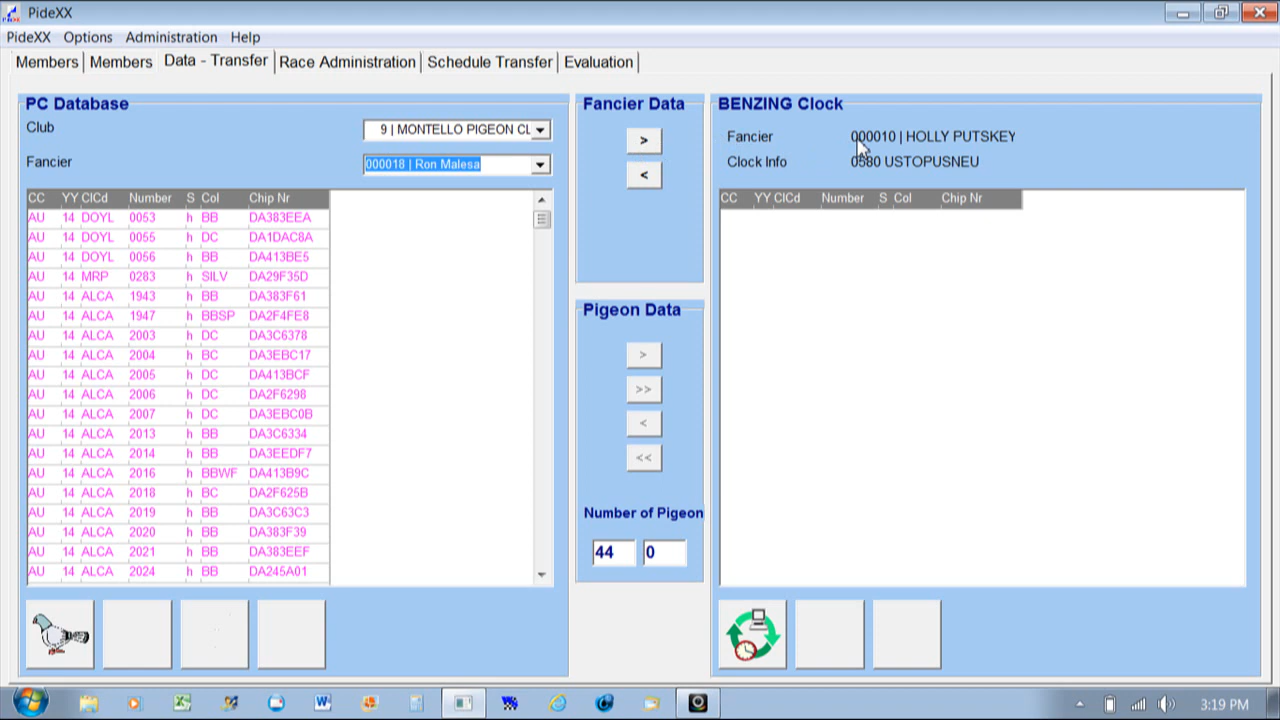 PideXX
PideXX Options Administration Help
Members Members Data - Transfer Race Administration Schedule Transfer Evaluation
PC Database
Club 9 | MONTELLO PIGEON CL
Fancier 000018 | Ron Malesa
CC YY ClCd Number S Col Chip Nr
AU 14 DOYL 0053 h BB DA383EEA
AU 14 DOYL 0055 h DC DA1DAC8A
AU 14 DOYL 0056 h BB DA413BE5
AU 14 MRP 0283 h SILV DA29F35D
AU 14 ALCA 1943 h BB DA383F61
AU 14 ALCA 1947 h BBSP DA2F4FE8
AU 14 ALCA 2003 h DC DA3C6378
AU 14 ALCA 2004 h BC DA3EBC17
AU 14 ALCA 2005 h DC DA413BCF
AU 14 ALCA 2006 h DC DA2F6298
AU 14 ALCA 2007 h DC DA3EBC0B
AU 14 ALCA 2013 h BB DA3C6334
AU 14 ALCA 2014 h BB DA3EEDF7
AU 14 ALCA 2016 h BBWF DA413B9C
AU 14 ALCA 2018 h BC DA2F625B
AU 14 ALCA 2019 h BB DA3C63C3
AU 14 ALCA 2020 h BB DA383F39
AU 14 ALCA 2021 h BB DA383EEF
AU 14 ALCA 2024 h BB DA245A01
Fancier Data
>
<
Pigeon Data
>
>>
<
<<
Number of Pigeon
44 0
BENZING Clock
Fancier 000010 | HOLLY PUTSKEY
Clock Info 0580 USTOPUSNEU
CC YY ClCd Number S Col Chip Nr
3:19 PM